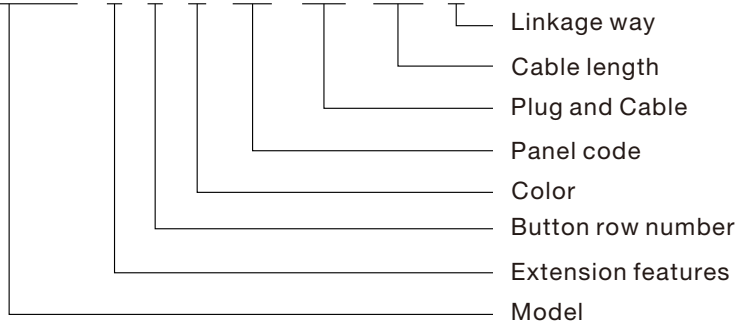 Linkage way
Cable length
Plug and Cable
Panel code
Color
Button row number
Extension features
Model